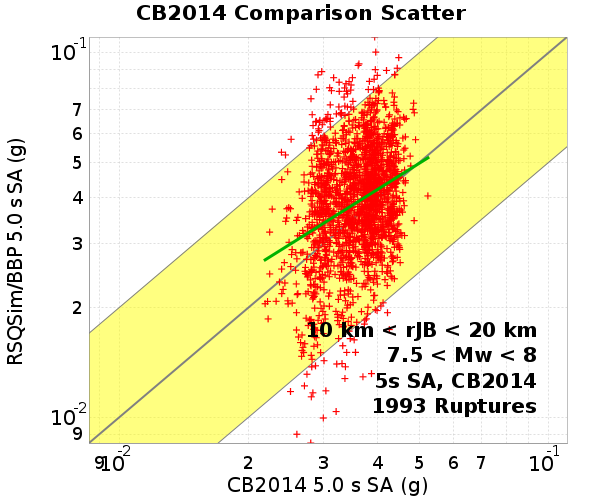 CB2014 Comparison Scatter
RSQSim/BBP 5.0 s SA (g)
10-1
7
6
5
4
3
2
10-2
9
10 km < rJB < 20 km
7.5 < Mw < 8
5s SA, CB2014
1993 Ruptures
9 10-2 2 3 4 5 6 7 10-1
CB2014 5.0 s SA (g)